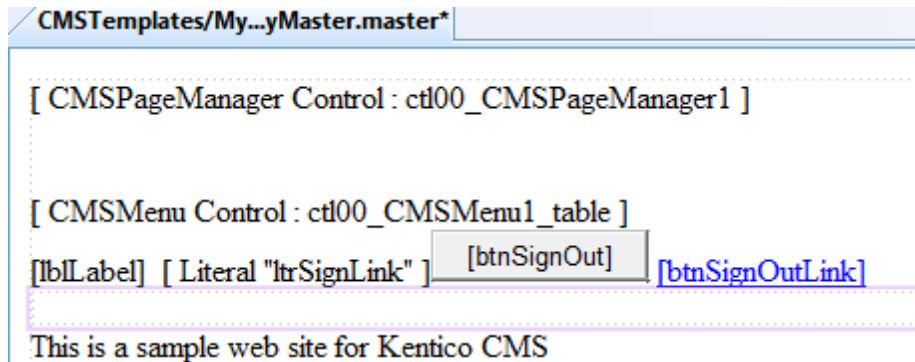 CMSTemplates/My...yMaster.master*
[ CMSPageManager Control : ctl00_CMSPageManager1 ]
[ CMSMenu Control : ctl00_CMSMenu1_table ]
[lblLabel] [ Literal "ltrSignLink" ] [btnSignOut] [btnSignOutLink]
This is a sample web site for Kentico CMS